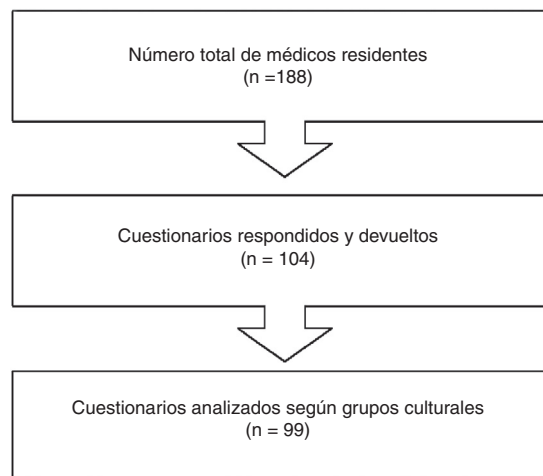 Número total de médicos residentes
(n =188)
Cuestionarios respondidos y devueltos
(n = 104)
Cuestionarios analizados según grupos culturales
(n = 99)